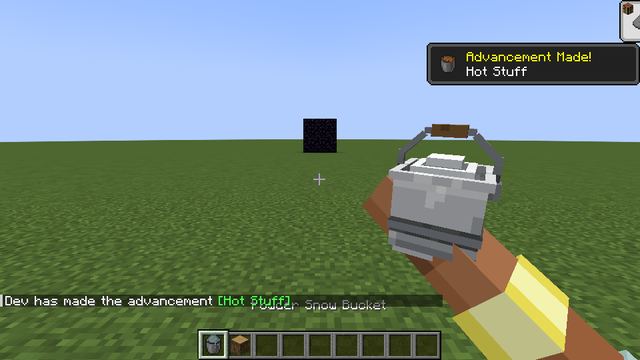 Advancement Made!
Hot Stuff
Dev has made the advancement [Hot Stuff]
Powder Snow Bucket